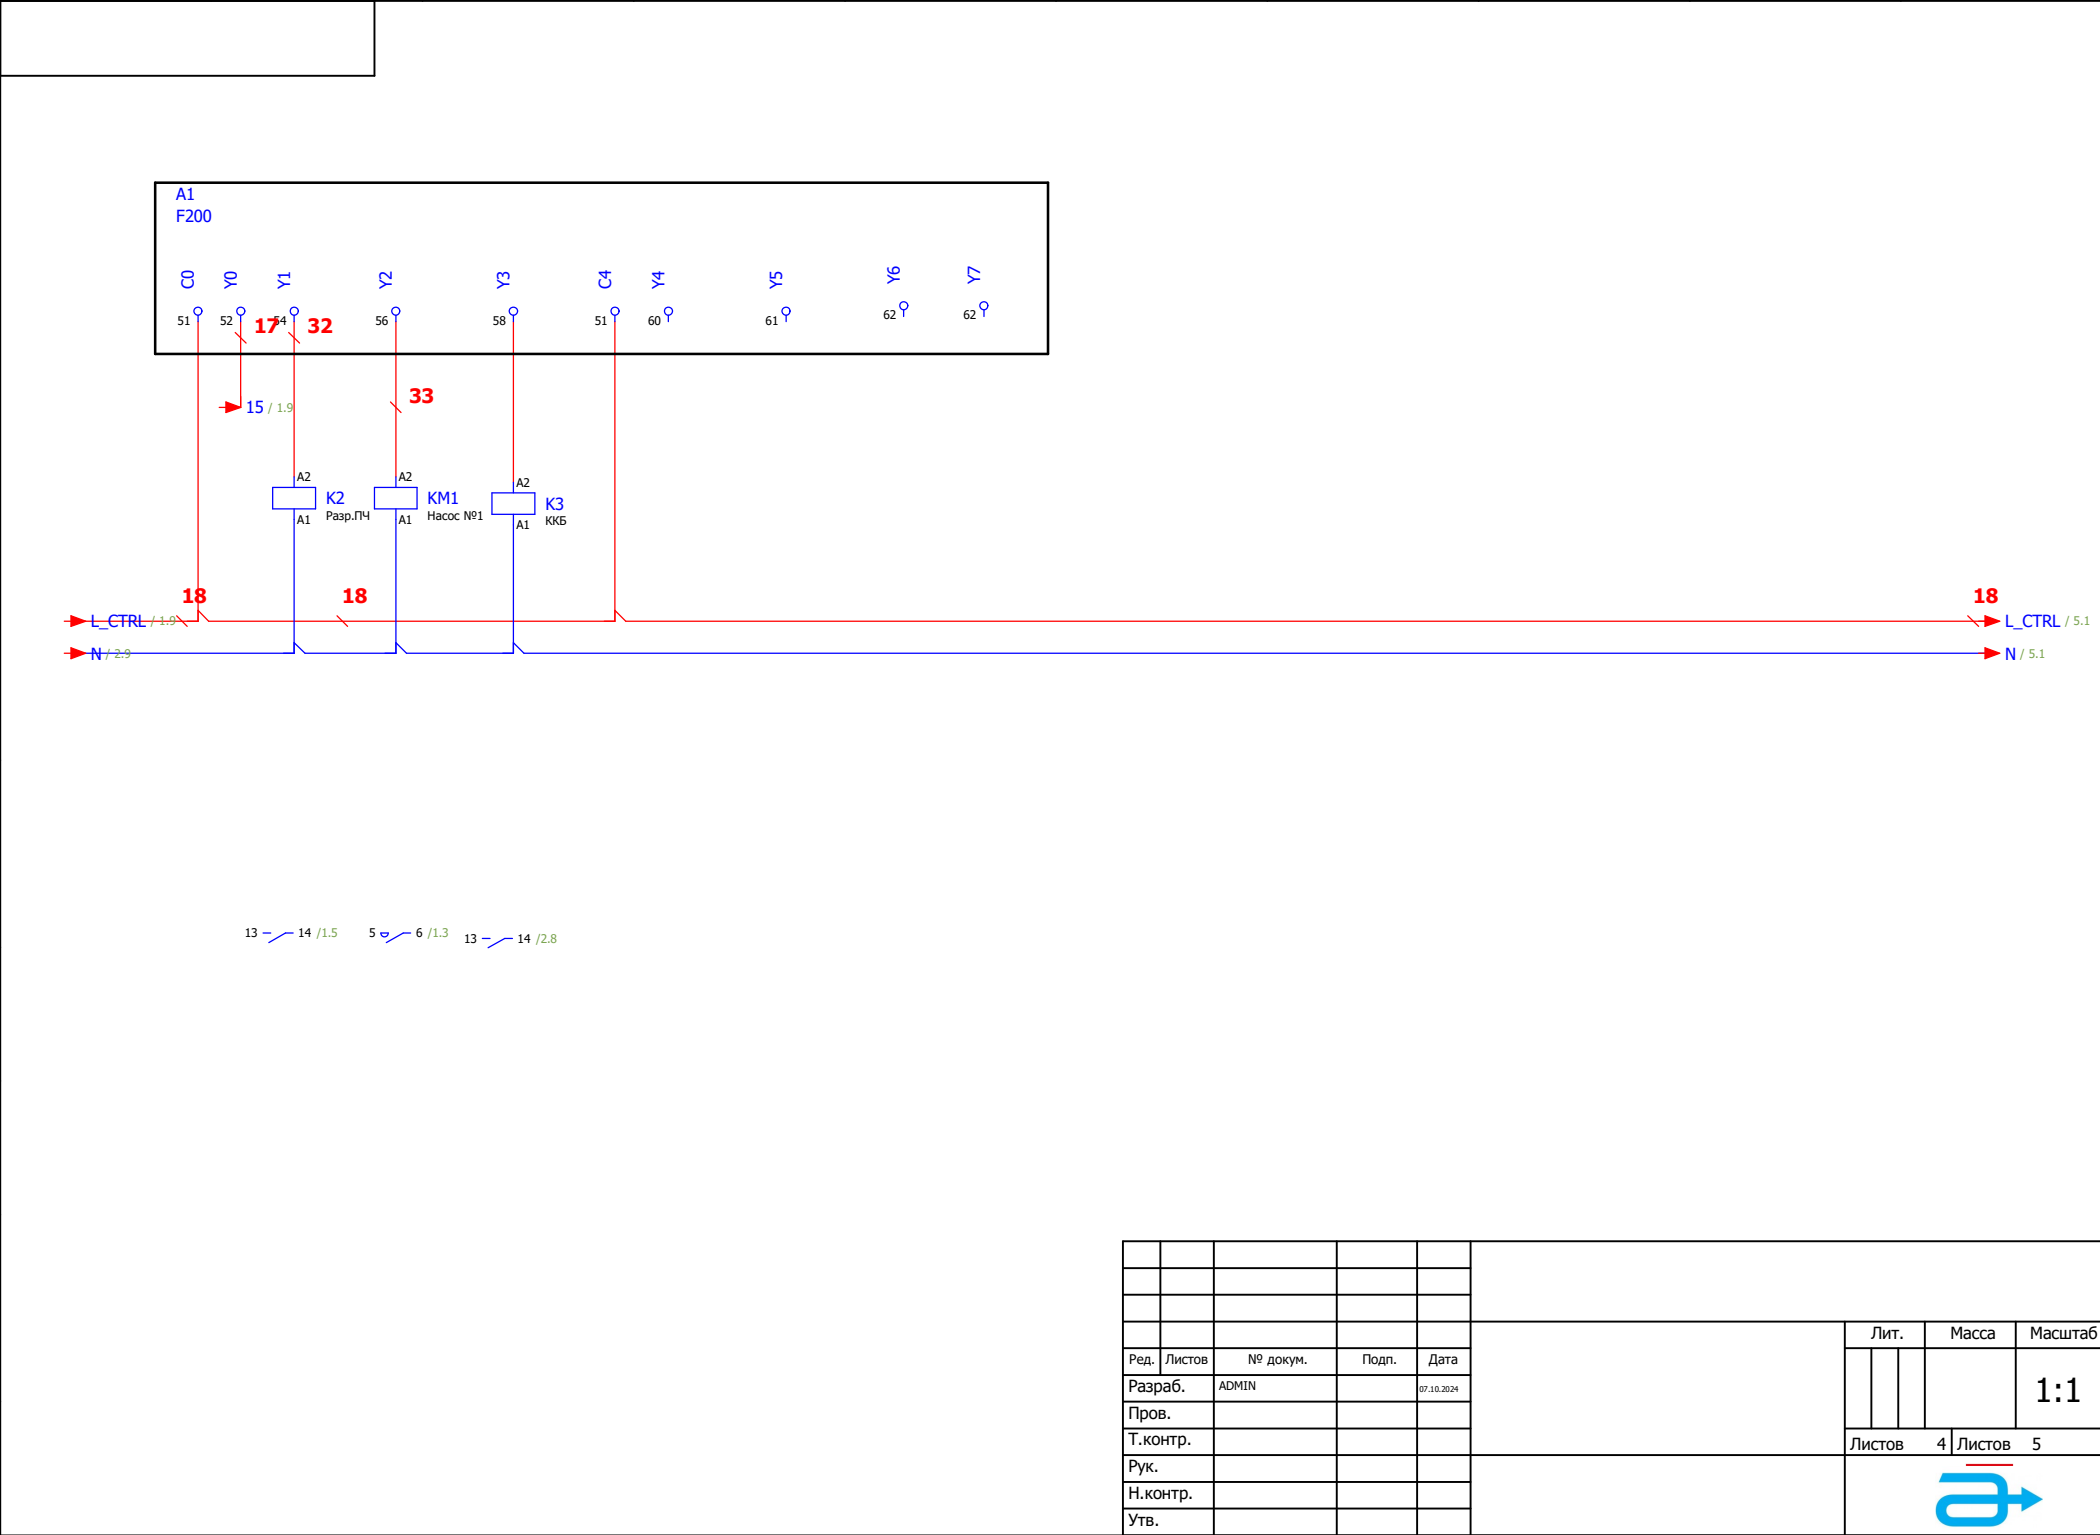 A1
F200
C0 Y0 Y1 Y2 Y3 C4 Y4 Y5 Y6 Y7
51 52 54 56 58 51 60 61 62 62
17 32
33
15 / 1.9
A2 A2 A2
K2 KM1 K3
Разр.ПЧ Насос №1 ККБ
A1 A1 A1
18 18 18
L_CTRL / 1.9 L_CTRL / 5.1
N / 2.9 N / 5.1
13 14 /1.5 5 6 /1.3 13 14 /2.8
Лит. Масса Масштаб
Ред. Листов № докум. Подп. Дата
Разраб. ADMIN 07.10.2024
1:1
Пров.
Т.контр.
Листов 4 Листов 5
Рук.
Н.контр.
Утв.